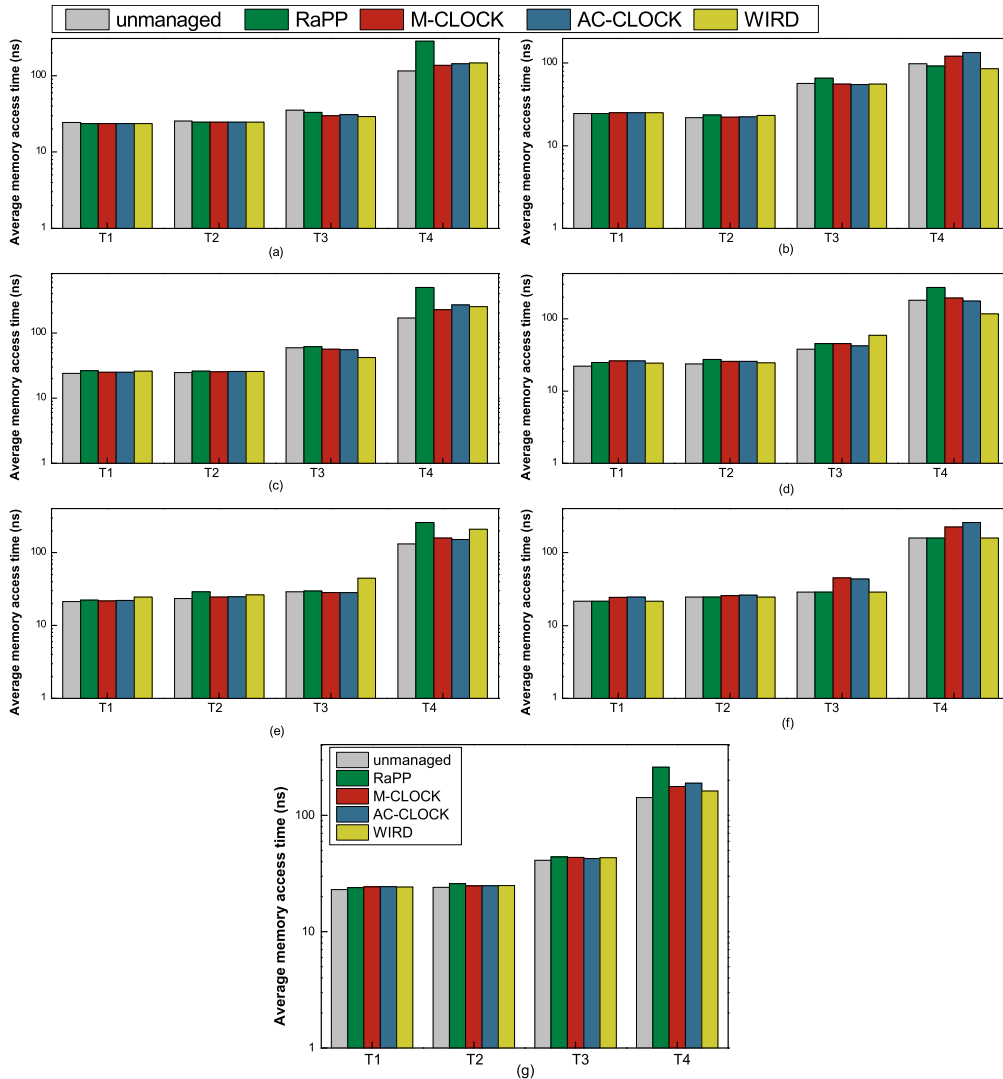 unmanaged RaPP M-CLOCK AC-CLOCK WIRD
Average memory access time (ns)
100
10
1
T1 T2 T3 T4
(a)
Average memory access time (ns)
100
10
1
T1 T2 T3 T4
(b)
Average memory access time (ns)
100
10
1
T1 T2 T3 T4
(c)
Average memory access time (ns)
100
10
1
T1 T2 T3 T4
(d)
Average memory access time (ns)
100
10
1
T1 T2 T3 T4
(e)
Average memory access time (ns)
100
10
1
T1 T2 T3 T4
(f)
Average memory access time (ns)
unmanaged
RaPP
M-CLOCK
AC-CLOCK
WIRD
100
10
1
T1 T2 T3 T4
(g)